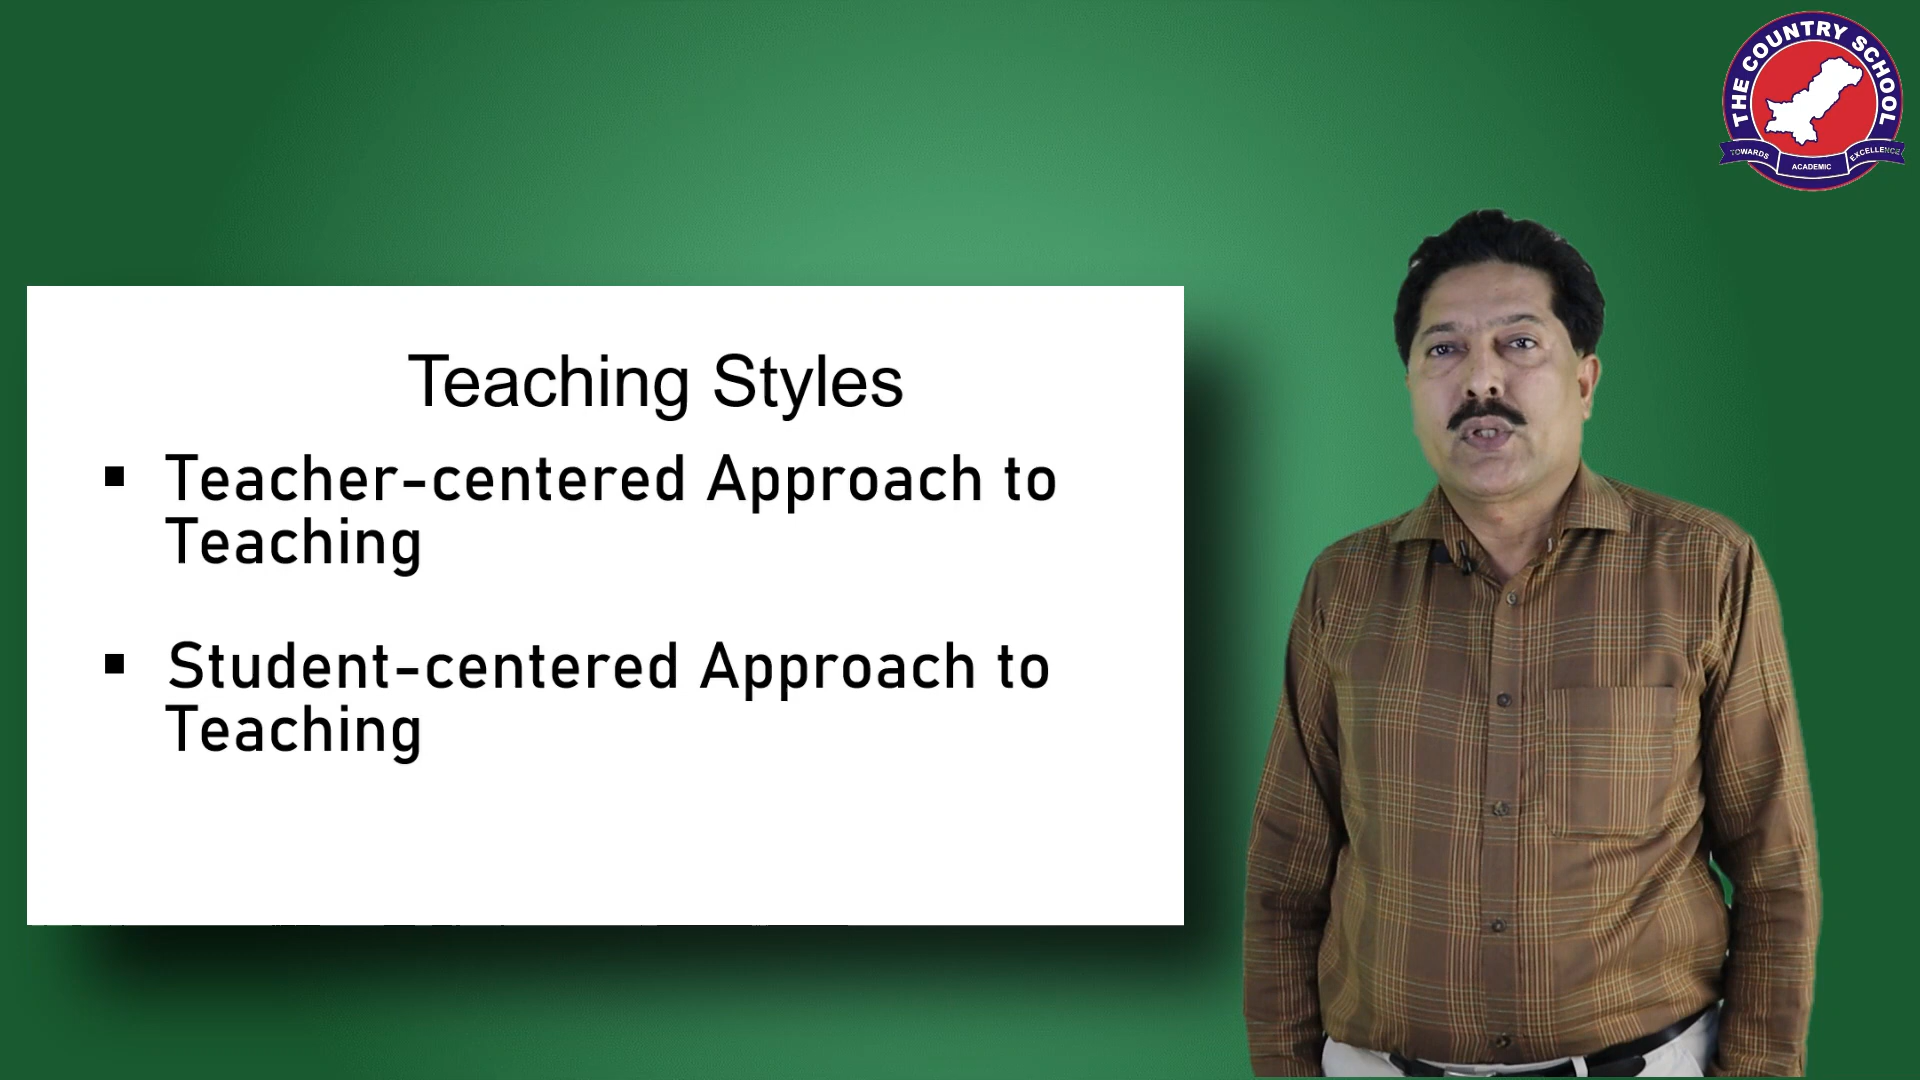 THE COUNTRY SCHOOL
TOWARDS ACADEMIC EXCELLENCE
Teaching Styles
▪ Teacher-centered Approach to
Teaching
▪ Student-centered Approach to
Teaching